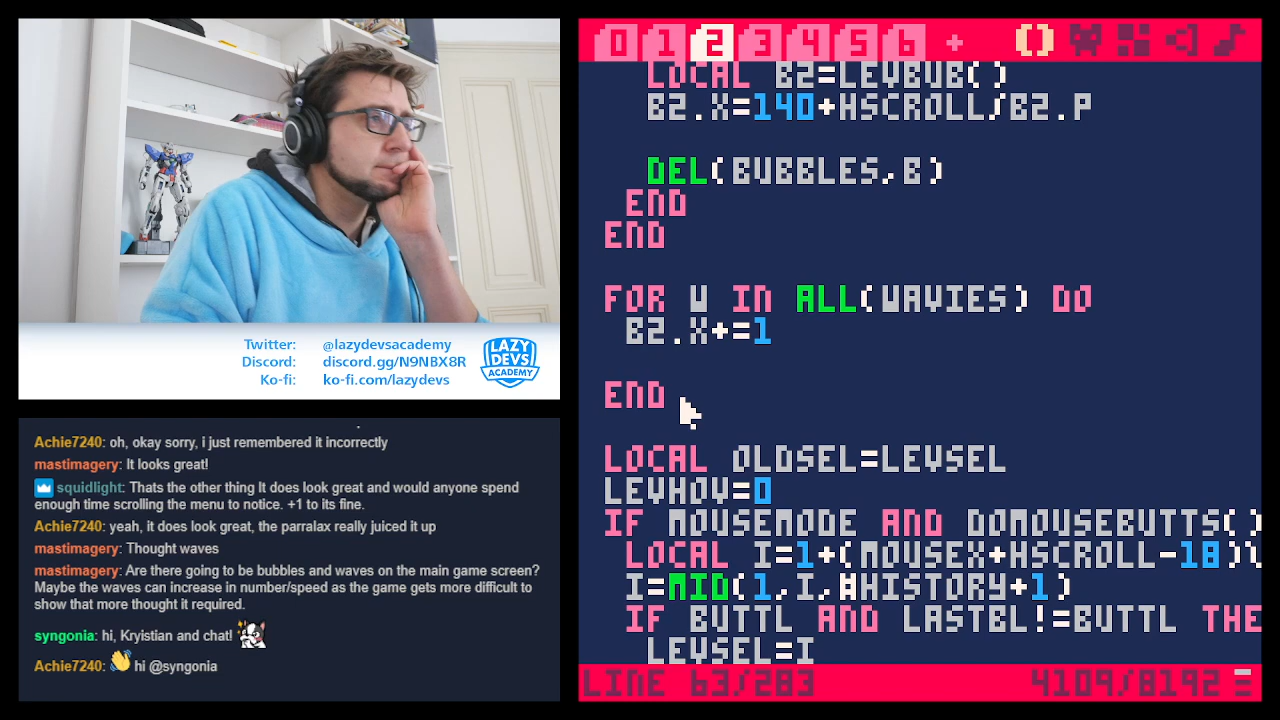 Twitter: @lazydevsacademy
Discord: discord.gg/N9NBX8R
Ko-fi: ko-fi.com/lazydevs
LAZY
DEVS
ACADEMY
Achie7240: oh, okay sorry, i just remembered it incorrectly
mastimagery: It looks great!
squidlight: Thats the other thing It does look great and would anyone spend
enough time scrolling the menu to notice. +1 to its fine.
Achie7240: yeah, it does look great, the parralax really juiced it up
mastimagery: Thought waves
mastimagery: Are there going to be bubbles and waves on the main game screen?
Maybe the waves can increase in number/speed as the game gets more difficult to
show that more thought it required.
syngonia: hi, Kryistian and chat!
Achie7240: hi @syngonia
0 1 2 3 4 5 6 +
LOCAL B2=LEVBUB()
B2.X=140+HSCROLL/B2.P
DEL(BUBBLES,B)
END
END
FOR W IN ALL(WAVIES) DO
B2.X+=1
END
LOCAL OLDSEL=LEVSEL
LEVHOV=0
IF MOUSEMODE AND DOMOUSEBUTTS()
LOCAL I=1+(MOUSEX+HSCROLL-18)\
I=MID(1,I,#HISTORY+1)
IF BUTTL AND LASTBL!=BUTTL THE
LEVSEL=I
LINE 63/283 4109/8192